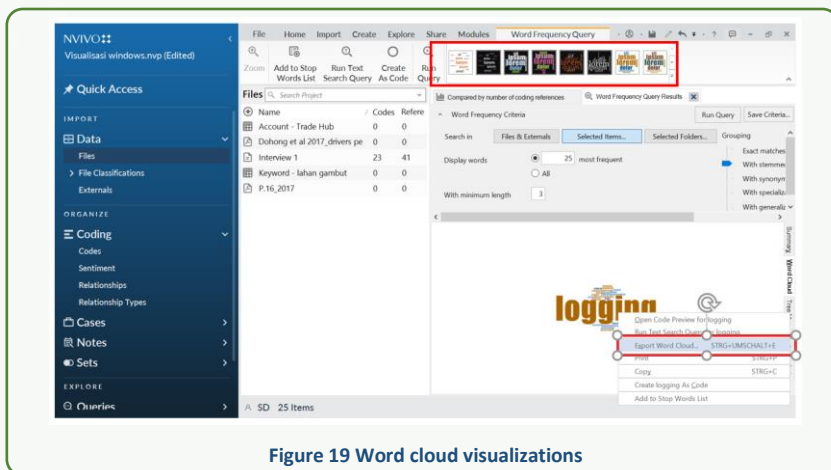 NVIVO
Visualisasi windows.nvp (Edited)
Quick Access
IMPORT
Data
Files
File Classifications
Externals
ORGANIZE
Coding
Codes
Sentiment
Relationships
Relationship Types
Cases
Notes
Sets
EXPLORE
Queries
File Home Import Create Explore Share Modules Word Frequency Query
Zoom Add to Stop Words List Run Text Search Query Create As Code Run Query
Files Search Project
Name Codes Refere
Account - Trade Hub 0 0
Dohong et al 2017_drivers pe 0 0
Interview 1 23 41
Keyword - lahan gambut 0 0
P.16_2017 0 0
Compared by number of coding references Word Frequency Query Results
Word Frequency Criteria Run Query Save Criteria...
Search in Files & Externals Selected Items... Selected Folders... Grouping
Display words 25 most frequent
All
With minimum length 3
Exact matches
With stemme
With synonym
With specializ
With generaliz
Summary
Word Cloud
Tree M
logging
Open Code Preview for logging
Run Text Search Query for logging
Export Word Cloud... STRG+UMSCHALT+E
Print STRG+P
Copy STRG+C
Create logging As Code
Add to Stop Words List
SD 25 Items
Figure 19 Word cloud visualizations